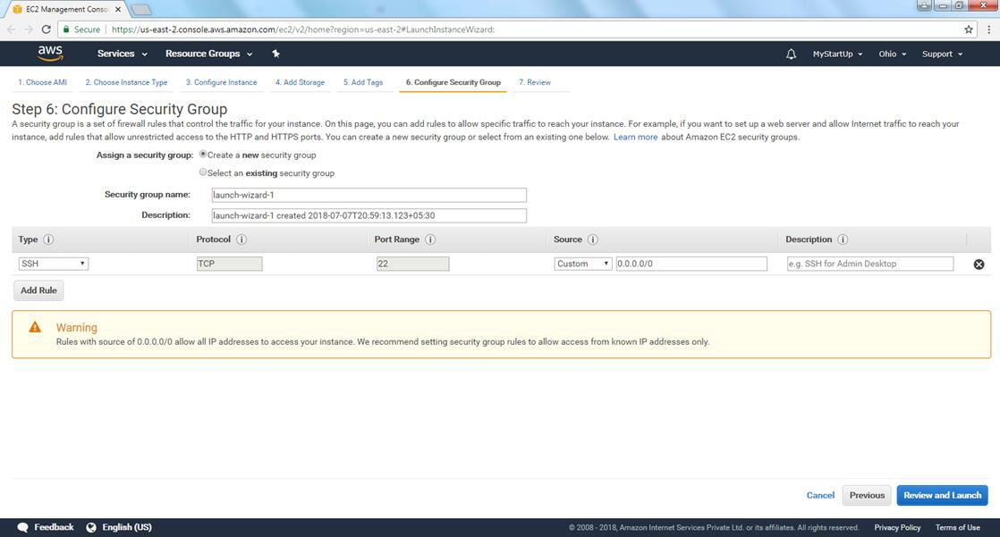 EC2 Management Conso
Secure
https://us-east-2.console.aws.amazon.com/ec2/v2/home?region=us-east-2#LaunchInstanceWizard:
aws
Services
Resource Groups
MyStartUp
Ohio
Support
1. Choose AMI
2. Choose Instance Type
3. Configure Instance
4. Add Storage
5. Add Tags
6. Configure Security Group
7. Review
Step 6: Configure Security Group
A security group is a set of firewall rules that control the traffic for your instance. On this page, you can add rules to allow specific traffic to reach your instance. For example, if you want to set up a web server and allow Internet traffic to reach your
instance, add rules that allow unrestricted access to the HTTP and HTTPS ports. You can create a new security group or select from an existing one below. Learn more about Amazon EC2 security groups.
Assign a security group: Create a new security group
Select an existing security group
Security group name: launch-wizard-1
Description: launch-wizard-1 created 2018-07-07T20:59:13.123+05:30
Type Protocol Port Range Source Description
SSH TCP 22 Custom 0.0.0.0/0 e.g. SSH for Admin Desktop
Add Rule
Warning
Rules with source of 0.0.0.0/0 allow all IP addresses to access your instance. We recommend setting security group rules to allow access from known IP addresses only.
Cancel Previous Review and Launch
Feedback English (US) © 2008 - 2018, Amazon Internet Services Private Ltd. or its affiliates. All rights reserved. Privacy Policy Terms of Use